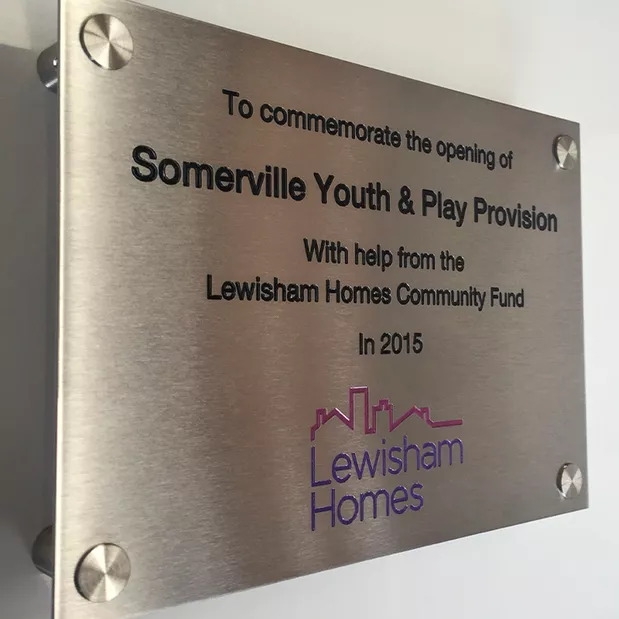 To commemorate the opening of
Somerville Youth & Play Provision
With help from the
Lewisham Homes Community Fund
In 2015
Lewisham
Homes